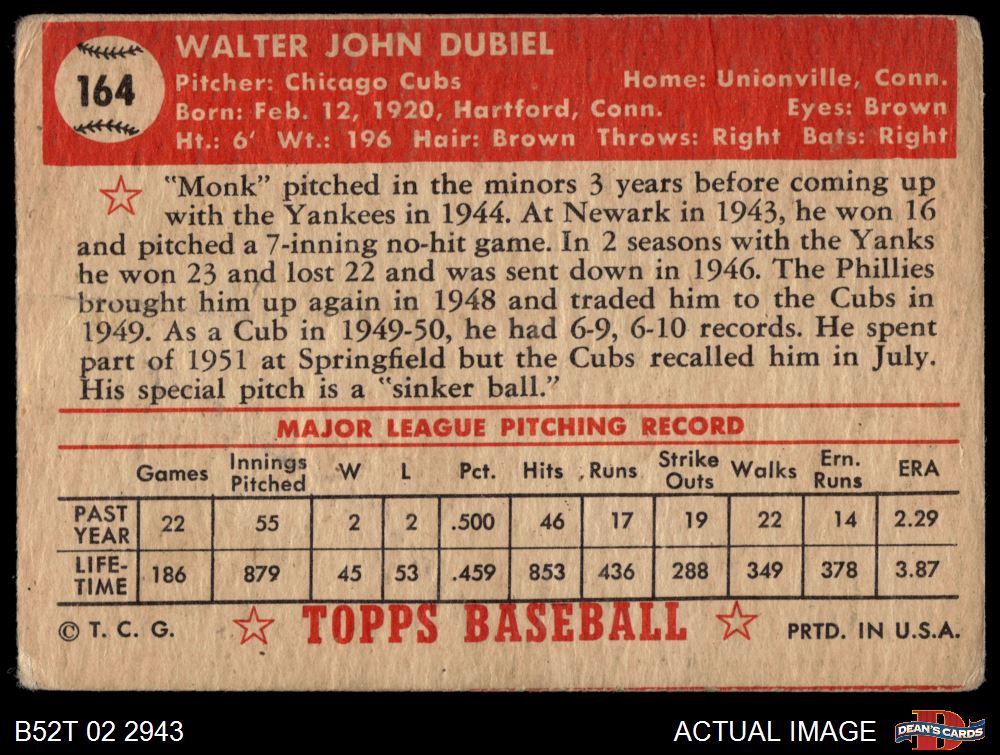 164
WALTER JOHN DUBIEL
Pitcher: Chicago Cubs Home: Unionville, Conn.
Born: Feb. 12, 1920, Hartford, Conn. Eyes: Brown
Ht.: 6' Wt.: 196 Hair: Brown Throws: Right Bats: Right
"Monk" pitched in the minors 3 years before coming up
with the Yankees in 1944. At Newark in 1943, he won 16
and pitched a 7-inning no-hit game. In 2 seasons with the Yanks
he won 23 and lost 22 and was sent down in 1946. The Phillies
brought him up again in 1948 and traded him to the Cubs in
1949. As a Cub in 1949-50, he had 6-9, 6-10 records. He spent
part of 1951 at Springfield but the Cubs recalled him in July.
His special pitch is a "sinker ball."
MAJOR LEAGUE PITCHING RECORD
Games Innings Pitched W L Pct. Hits Runs Strike Outs Walks Ern. Runs ERA
PAST YEAR 22 55 2 2 .500 46 17 19 22 14 2.29
LIFE-TIME 186 879 45 53 .459 853 436 288 349 378 3.87
© T. C. G. TOPPS BASEBALL PRTD. IN U.S.A.
B52T 02 2943 ACTUAL IMAGE DEAN'S CARDS